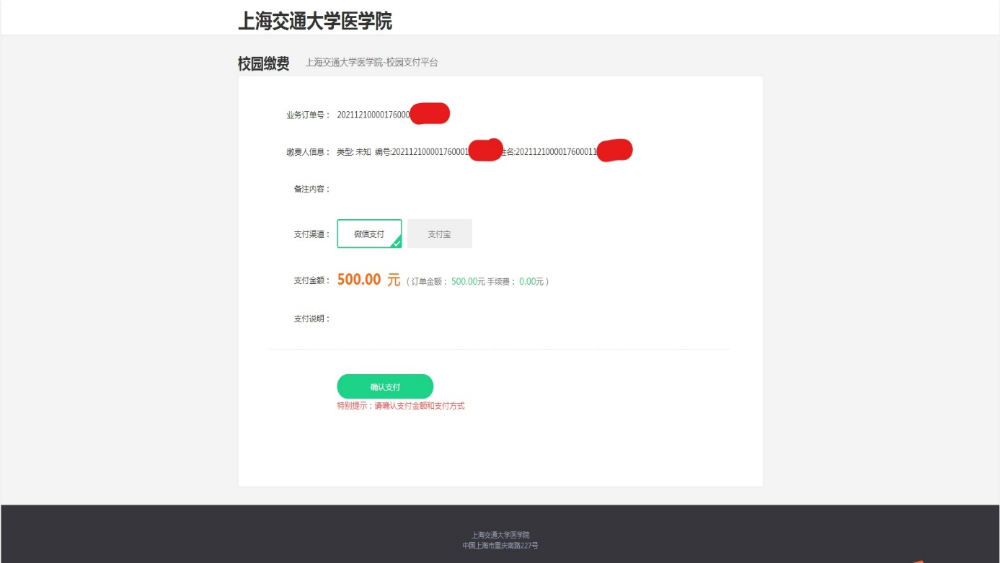 上海交通大学医学院
校园缴费 上海交通大学医学院-校园支付平台
业务订单号： 20211210000176000
缴费人信息： 类型: 未知 编号:202112100001760001 姓名:2021121000017600011
备注内容：
支付渠道： 微信支付 支付宝
支付金额： 500.00 元 ( 订单金额： 500.00元 手续费： 0.00元 )
支付说明：
确认支付
特别提示：请确认支付金额和支付方式
上海交通大学医学院
中国上海市重庆南路227号